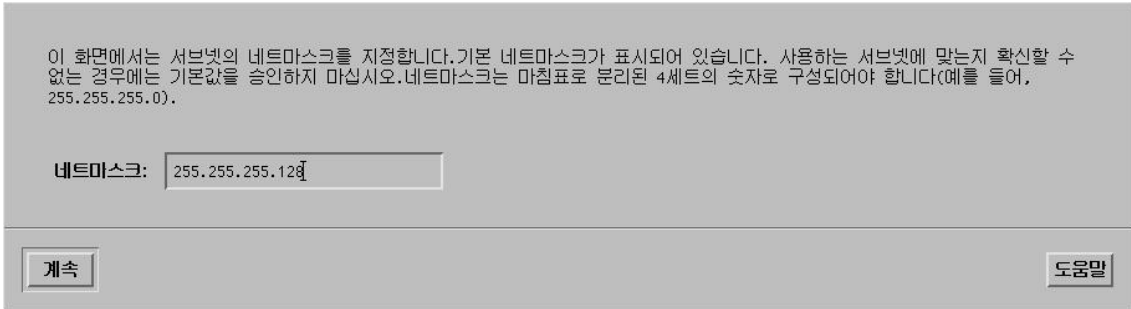 이 화면에서는 서브넷의 네트마스크를 지정합니다.기본 네트마스크가 표시되어 있습니다. 사용하는 서브넷에 맞는지 확신할 수
없는 경우에는 기본값을 승인하지 마십시오.네트마스크는 마침표로 분리된 4세트의 숫자로 구성되어야 합니다(예를 들어,
255.255.255.0).
네트마스크: 255.255.255.128
계속 도움말